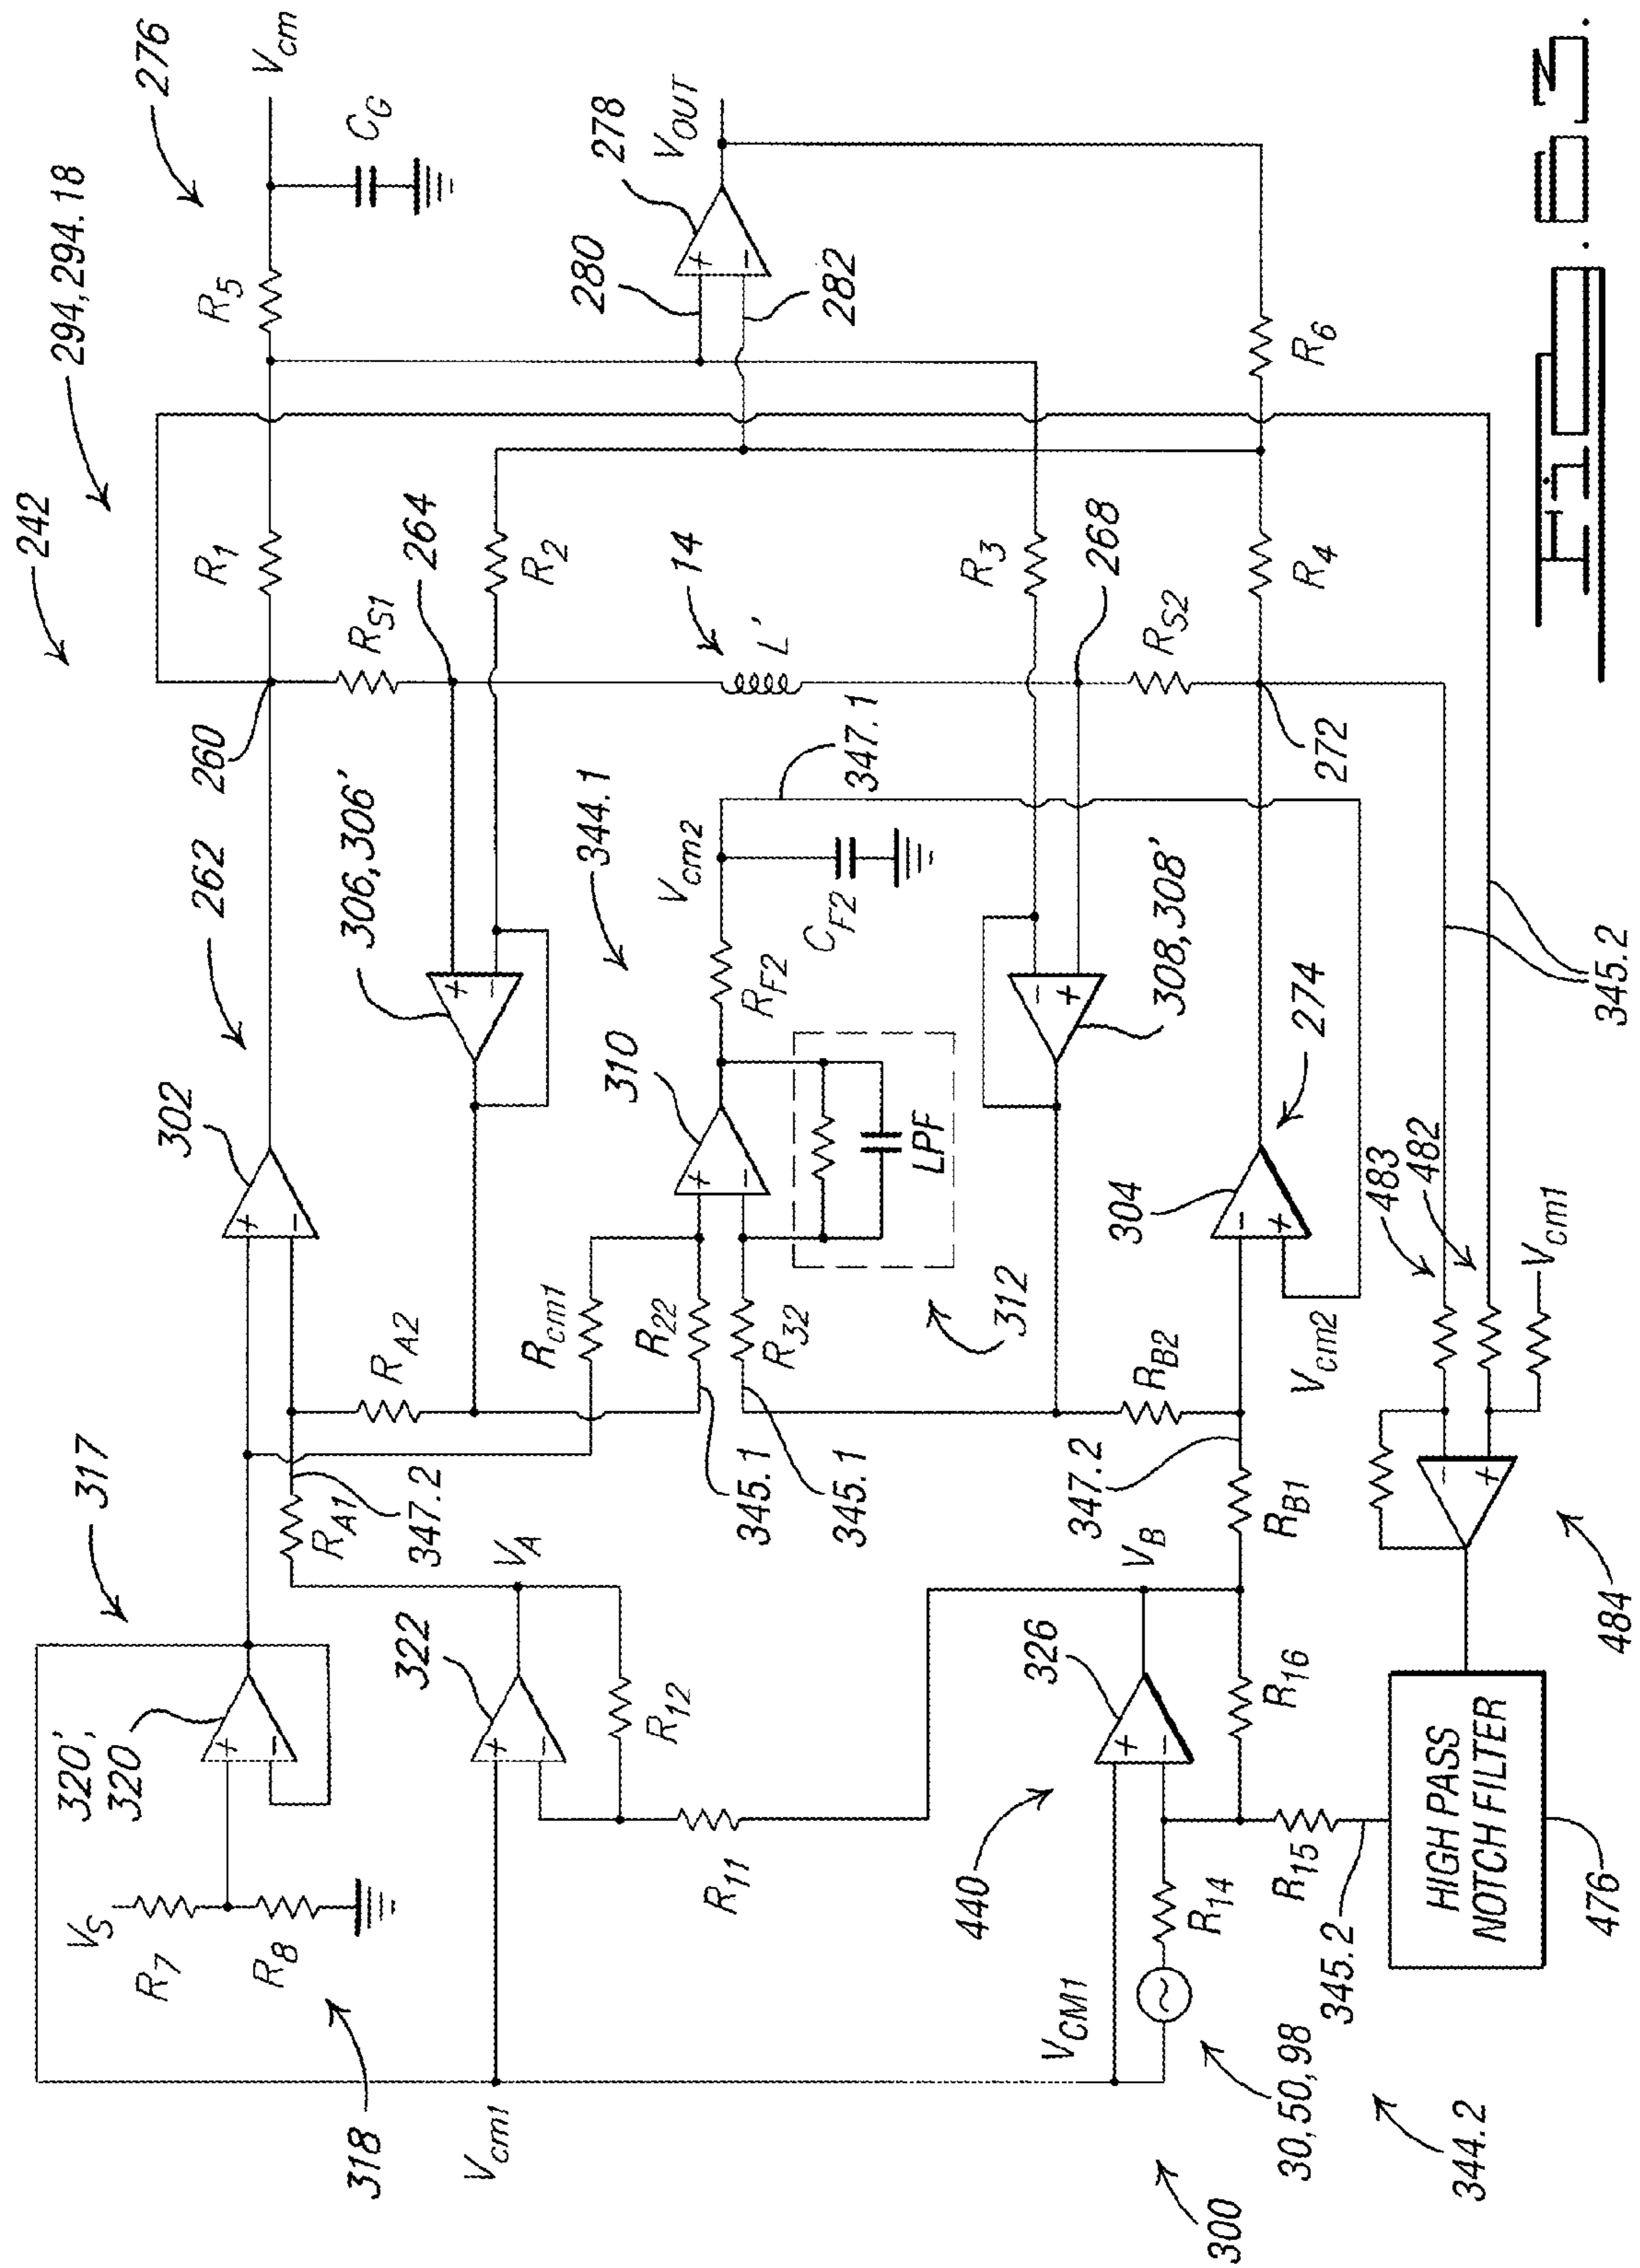 242
294,294.18
276
R1
R5
Vcm
CG
262
260
RS1
264
R2
280
278
VOUT
282
317
302
306,306'
14
L'
R3
268
RS2
R4
R6
272
320',
320
VS
R7
R8
318
RA1
347.2
RA2
Rcm1
R22
R32
345.1
345.1
310
344.1
Vcm2
347.1
RF2
CF2
LPF
312
308,308'
322
VA
R12
R11
Vcm1
VCM1
440
326
VB
347.2
RB1
RB2
304
274
Vcm2
R16
R14
R15
345.2
30,50,98
300
344.2
HIGH PASS
NOTCH FILTER
476
484
483
482
Vcm1
345.2
+
−
+
−
+
−
+
−
+
−
−
+
+
−
+
−
−
+
+
−
−
+